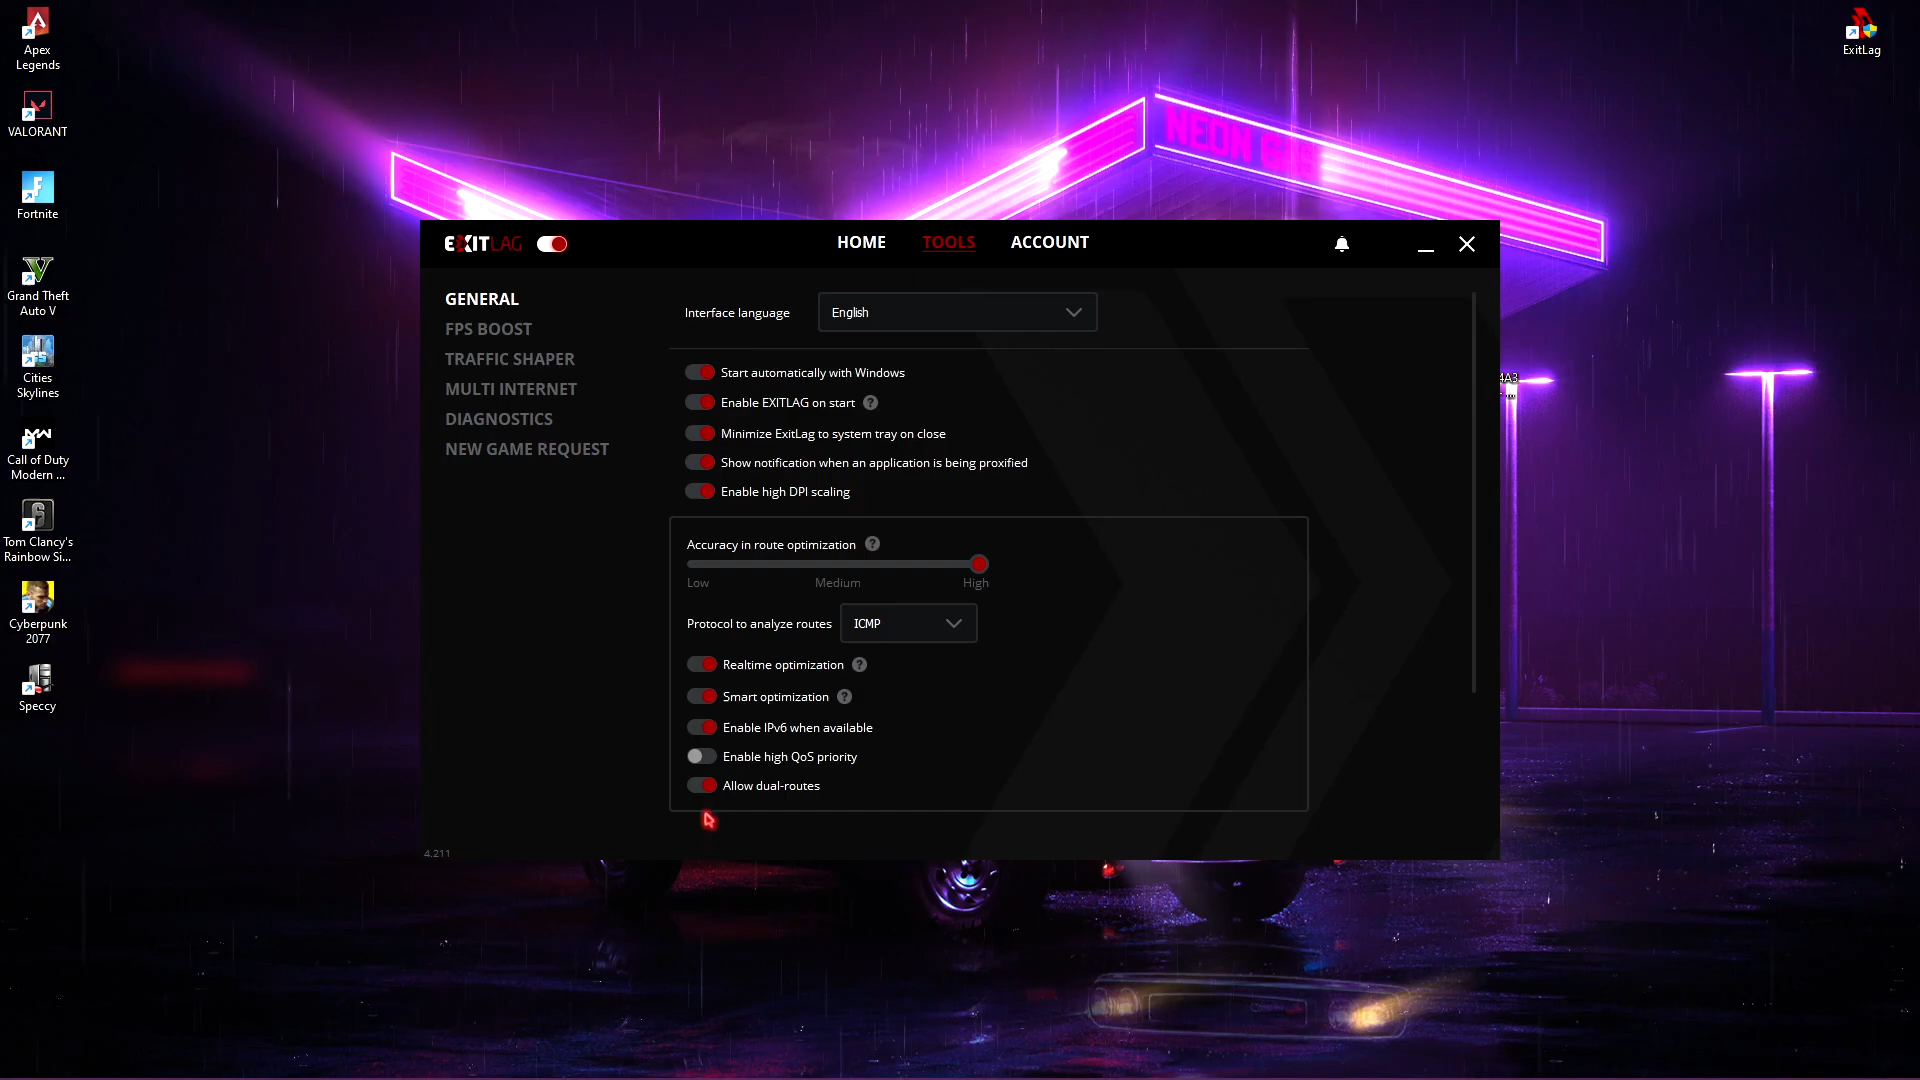 Apex
Legends
VALORANT
Fortnite
Grand Theft
Auto V
Cities
Skylines
Call of Duty
Modern ...
Tom Clancy's
Rainbow Si...
Cyberpunk
2077
Speccy
ExitLag
NEON
EXITLAG
HOME
TOOLS
ACCOUNT
GENERAL
FPS BOOST
TRAFFIC SHAPER
MULTI INTERNET
DIAGNOSTICS
NEW GAME REQUEST
Interface language
English
Start automatically with Windows
Enable EXITLAG on start ?
Minimize ExitLag to system tray on close
Show notification when an application is being proxified
Enable high DPI scaling
Accuracy in route optimization ?
Low Medium High
Protocol to analyze routes ICMP
Realtime optimization ?
Smart optimization ?
Enable IPv6 when available
Enable high QoS priority
Allow dual-routes
4.211